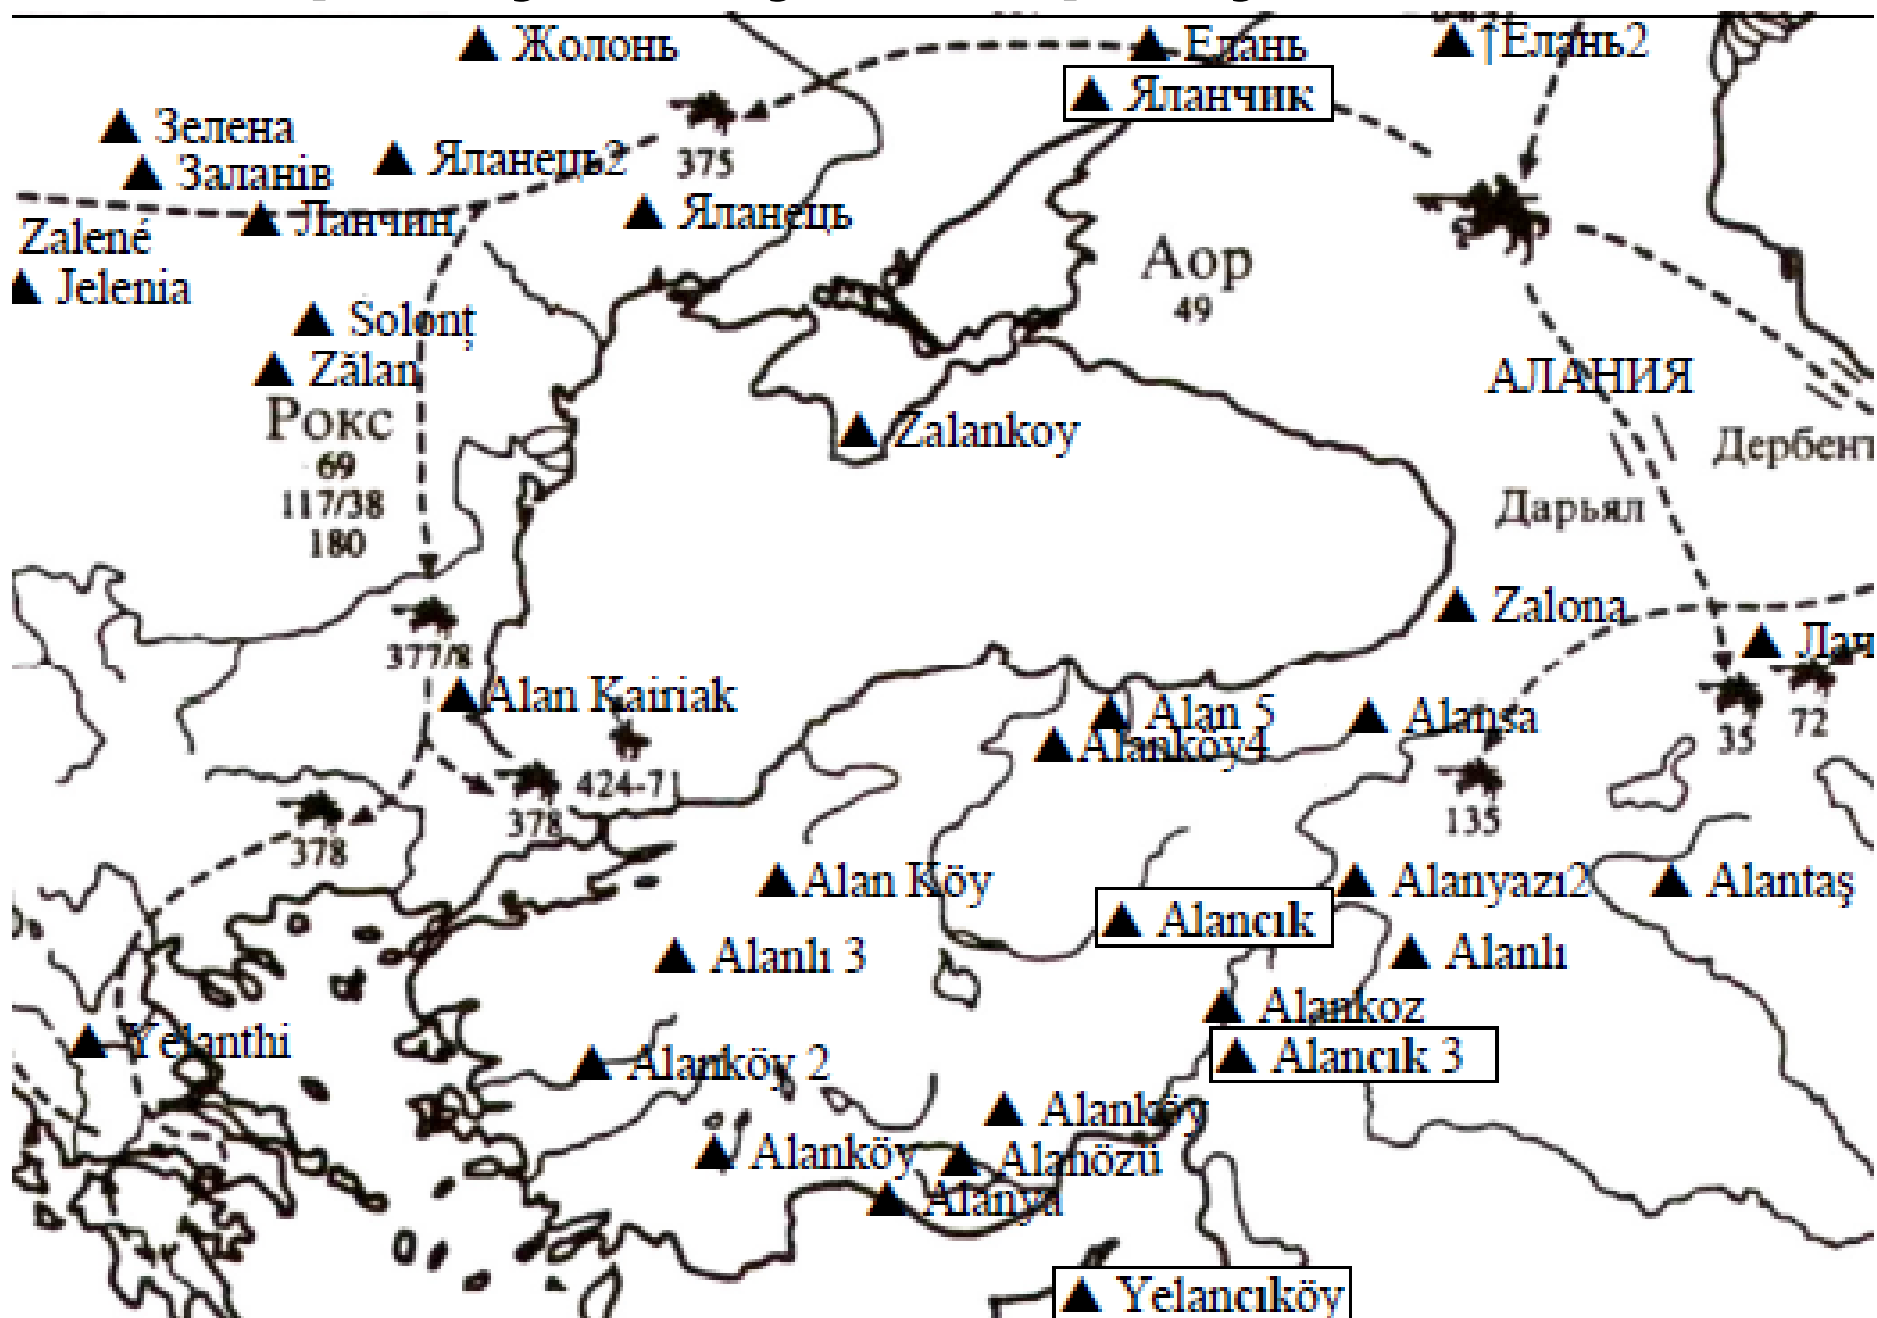 Жолонь
Елань
↑Елань2
Яланчик
Зелена
Заланів
Яланець2
375
Ланчин
Яланець
Zalené
Jelenia
Аор
49
Solonț
Zălan
АЛАНИЯ
Рокс
69
117/38
180
Zalankoy
Дербент
Дарьял
Zalona
377/8
Лач
Alan Kairiak
Alan 5
Alansa
35
72
Alanköy4
424-7
378
135
378
Alan Köy
Alanyazı2
Alantaş
Alancık
Alanlı 3
Alanlı
Alankoz
Yelanthi
Alancık 3
Alanköy 2
Alanköy
Alanköy
Alanözü
Alanya
Yelancıköy